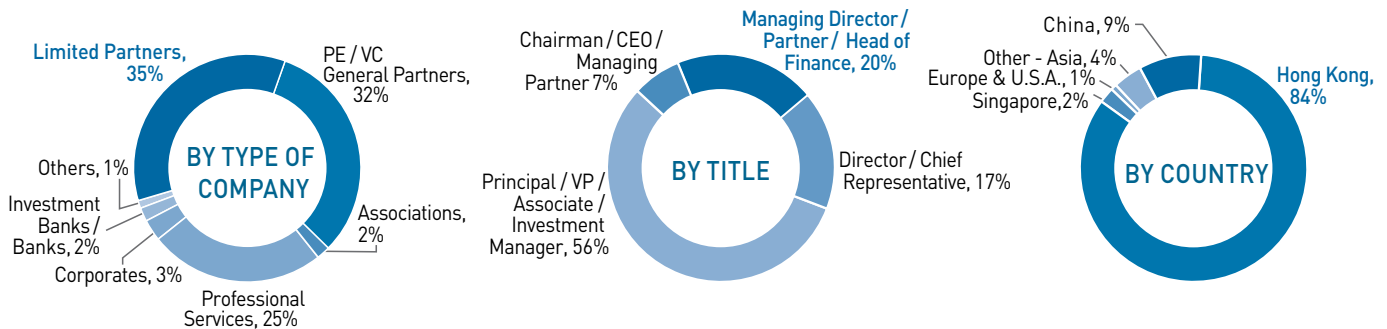 Limited Partners,
35%
PE / VC
General Partners,
32%
Others, 1%
Investment
Banks /
Banks, 2%
Corporates, 3%
Professional
Services, 25%
Associations,
2%
BY TYPE OF
COMPANY
Chairman / CEO /
Managing
Partner 7%
Managing Director /
Partner / Head of
Finance, 20%
Principal / VP /
Associate /
Investment
Manager, 56%
Director / Chief
Representative, 17%
BY TITLE
China, 9%
Other - Asia, 4%
Europe & U.S.A., 1%
Singapore,2%
Hong Kong,
84%
BY COUNTRY